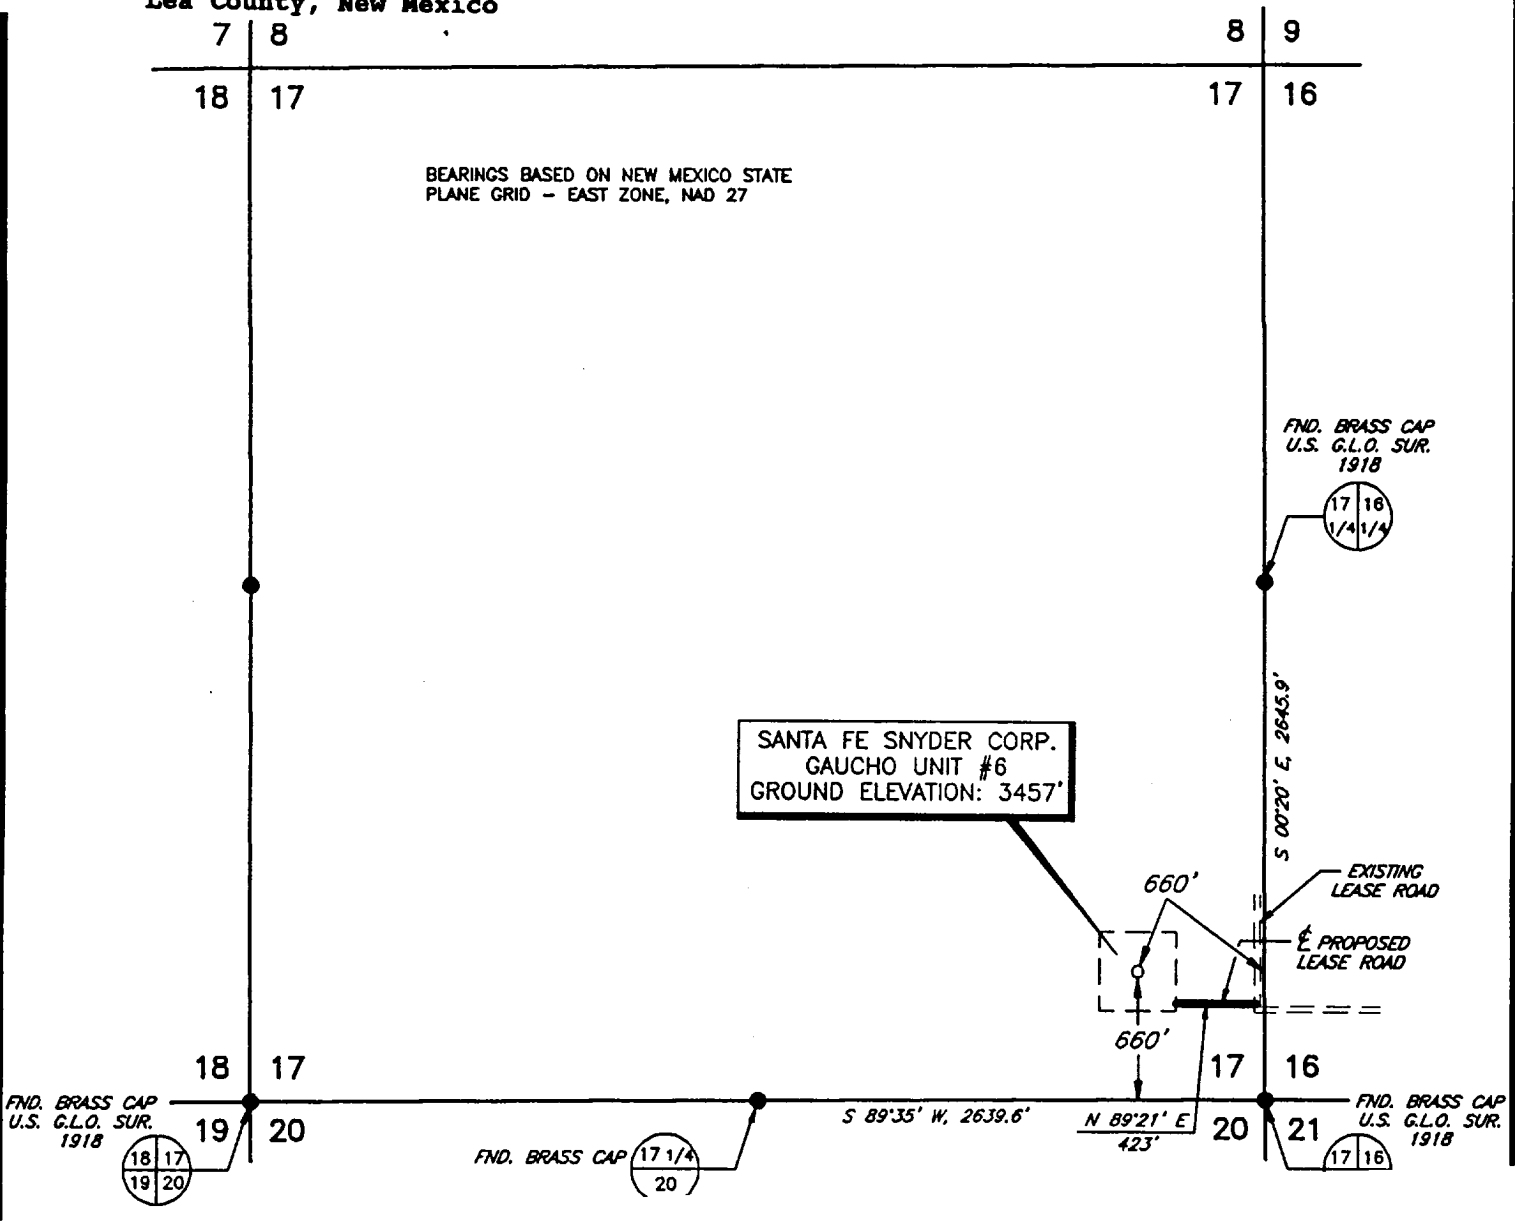 Lea County, New Mexico
7 8
8 9
18 17
17 16
BEARINGS BASED ON NEW MEXICO STATE
PLANE GRID – EAST ZONE, NAD 27
FND. BRASS CAP
U.S. G.L.O. SUR.
1918
17 16
1/4 1/4
S 00°20' E, 2645.9'
SANTA FE SNYDER CORP.
GAUCHO UNIT #6
GROUND ELEVATION: 3457'
660'
EXISTING
LEASE ROAD
℄ PROPOSED
LEASE ROAD
660'
18 17
17 16
FND. BRASS CAP
U.S. G.L.O. SUR.
1918
19 20
18 17
19 20
FND. BRASS CAP
17 1/4
20
S 89°35' W, 2639.6'
N 89°21' E
423'
20 21
FND. BRASS CAP
U.S. G.L.O. SUR.
1918
17 16